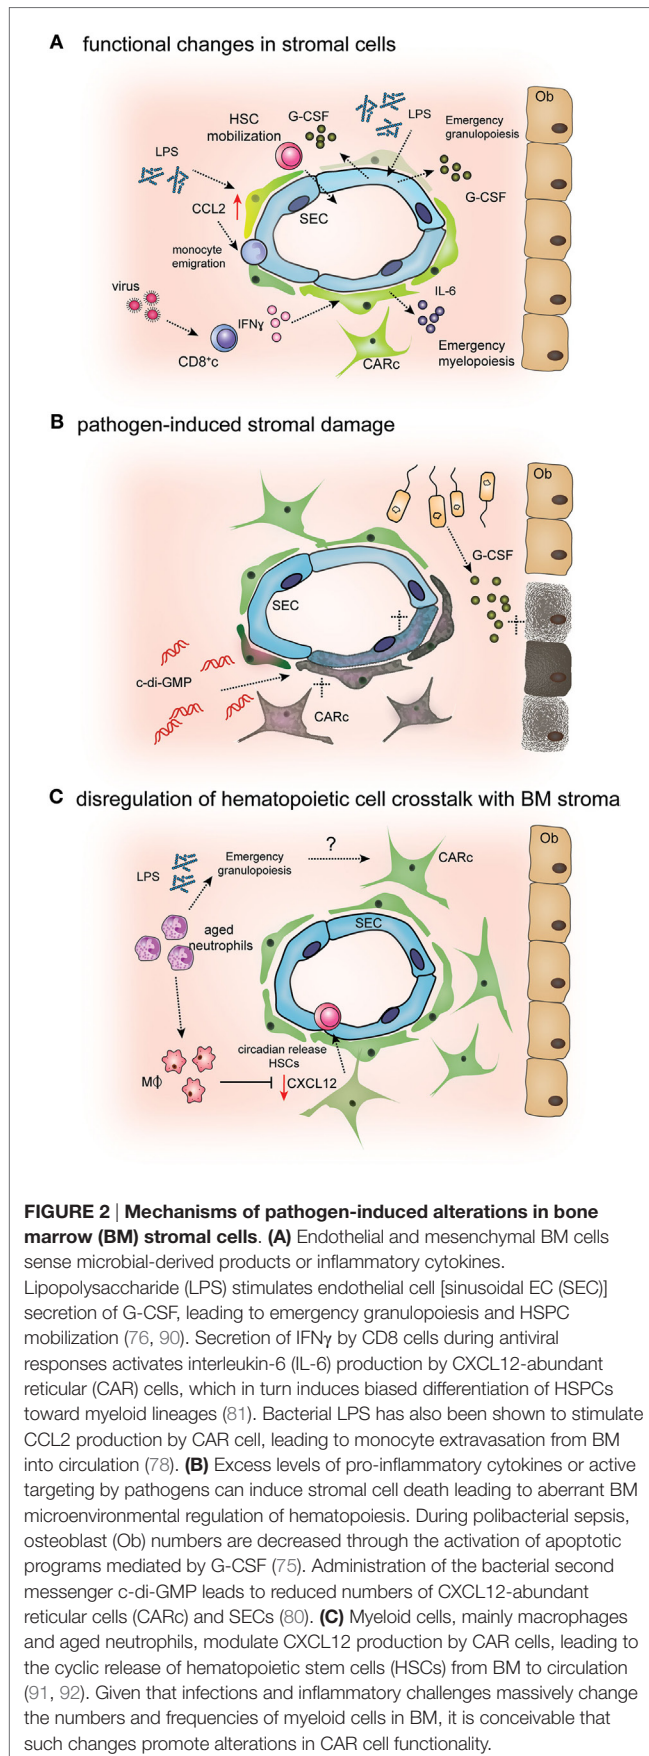 A functional changes in stromal cells
Ob
HSC
mobilization
G-CSF
LPS
Emergency
granulopoiesis
LPS
G-CSF
CCL2
SEC
monocyte
emigration
virus
IFNγ
IL-6
CD8⁺c
CARc
Emergency
myelopoiesis
B pathogen-induced stromal damage
Ob
G-CSF
SEC
c-di-GMP
CARc
C disregulation of hematopoietic cell crosstalk with BM stroma
?
Ob
LPS
Emergency
granulopoiesis
CARc
aged
neutrophils
SEC
circadian release
HSCs
MΦ
CXCL12
FIGURE 2 | Mechanisms of pathogen-induced alterations in bone
marrow (BM) stromal cells. (A) Endothelial and mesenchymal BM cells
sense microbial-derived products or inflammatory cytokines.
Lipopolysaccharide (LPS) stimulates endothelial cell [sinusoidal EC (SEC)]
secretion of G-CSF, leading to emergency granulopoiesis and HSPC
mobilization (76, 90). Secretion of IFNγ by CD8 cells during antiviral
responses activates interleukin-6 (IL-6) production by CXCL12-abundant
reticular (CAR) cells, which in turn induces biased differentiation of HSPCs
toward myeloid lineages (81). Bacterial LPS has also been shown to stimulate
CCL2 production by CAR cell, leading to monocyte extravasation from BM
into circulation (78). (B) Excess levels of pro-inflammatory cytokines or active
targeting by pathogens can induce stromal cell death leading to aberrant BM
microenvironmental regulation of hematopoiesis. During polibacterial sepsis,
osteoblast (Ob) numbers are decreased through the activation of apoptotic
programs mediated by G-CSF (75). Administration of the bacterial second
messenger c-di-GMP leads to reduced numbers of CXCL12-abundant
reticular cells (CARc) and SECs (80). (C) Myeloid cells, mainly macrophages
and aged neutrophils, modulate CXCL12 production by CAR cells, leading to
the cyclic release of hematopoietic stem cells (HSCs) from BM to circulation
(91, 92). Given that infections and inflammatory challenges massively change
the numbers and frequencies of myeloid cells in BM, it is conceivable that
such changes promote alterations in CAR cell functionality.